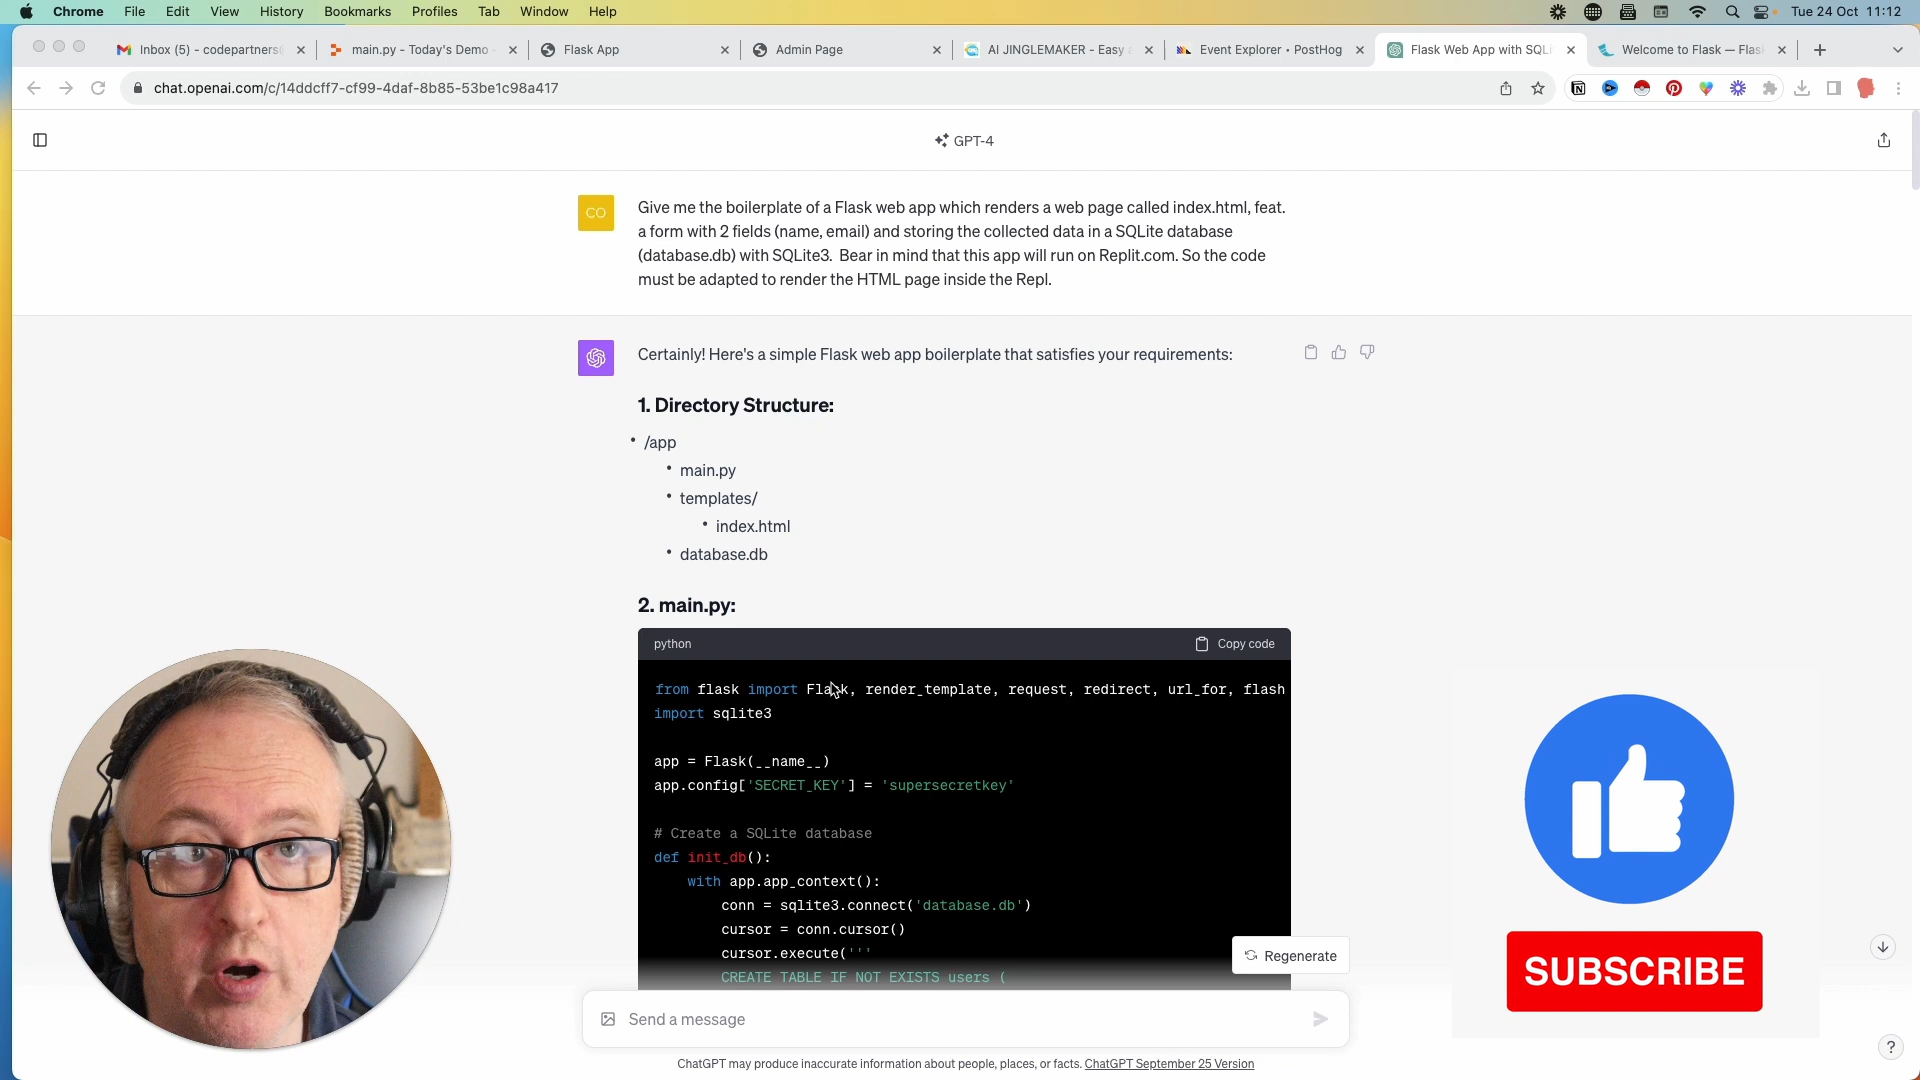 Chrome File Edit View History Bookmarks Profiles Tab Window Help Tue 24 Oct 11:12
Inbox (5) - codepartners main.py - Today's Demo - Flask App Admin Page AI JINGLEMAKER - Easy Event Explorer • PostHog Flask Web App with SQL Welcome to Flask — Flas
chat.openai.com/c/14ddcff7-cf99-4daf-8b85-53be1c98a417
GPT-4
CO
Give me the boilerplate of a Flask web app which renders a web page called index.html, feat.
a form with 2 fields (name, email) and storing the collected data in a SQLite database
(database.db) with SQLite3. Bear in mind that this app will run on Replit.com. So the code
must be adapted to render the HTML page inside the Repl.
Certainly! Here's a simple Flask web app boilerplate that satisfies your requirements:
1. Directory Structure:
• /app
• main.py
• templates/
• index.html
• database.db
2. main.py:
python Copy code
from flask import Flask, render_template, request, redirect, url_for, flash
import sqlite3
app = Flask(__name__)
app.config['SECRET_KEY'] = 'supersecretkey'
# Create a SQLite database
def init_db():
with app.app_context():
conn = sqlite3.connect('database.db')
cursor = conn.cursor()
cursor.execute('''
CREATE TABLE IF NOT EXISTS users (
Regenerate
SUBSCRIBE
Send a message
ChatGPT may produce inaccurate information about people, places, or facts. ChatGPT September 25 Version
?